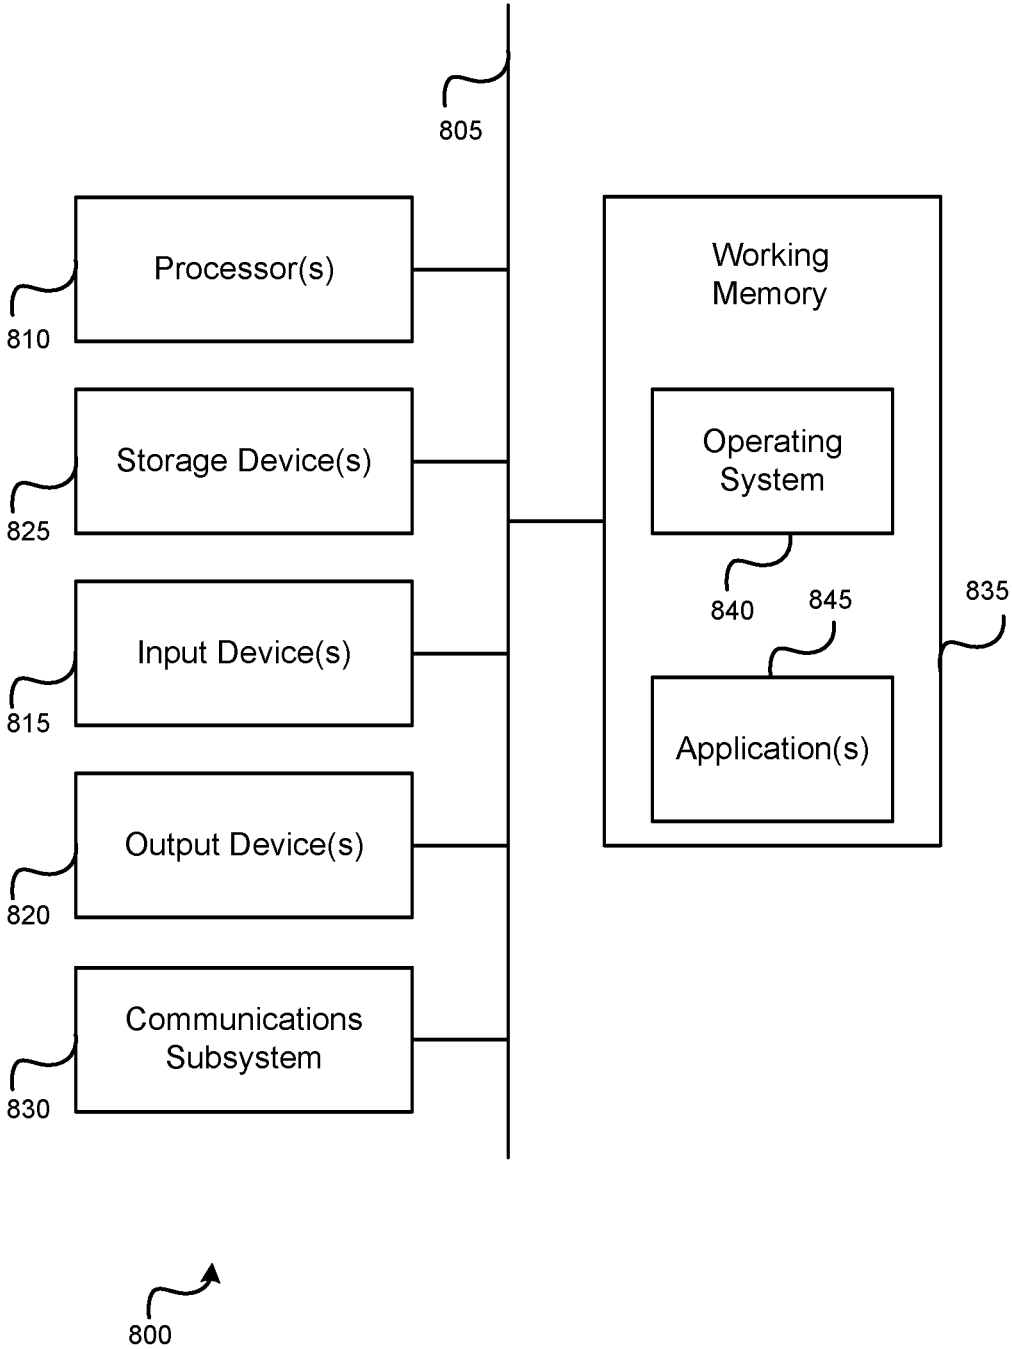 805
Processor(s)
810
Storage Device(s)
825
Input Device(s)
815
Output Device(s)
820
Communications
Subsystem
830
Working
Memory
Operating
System
840
845
835
Application(s)
800